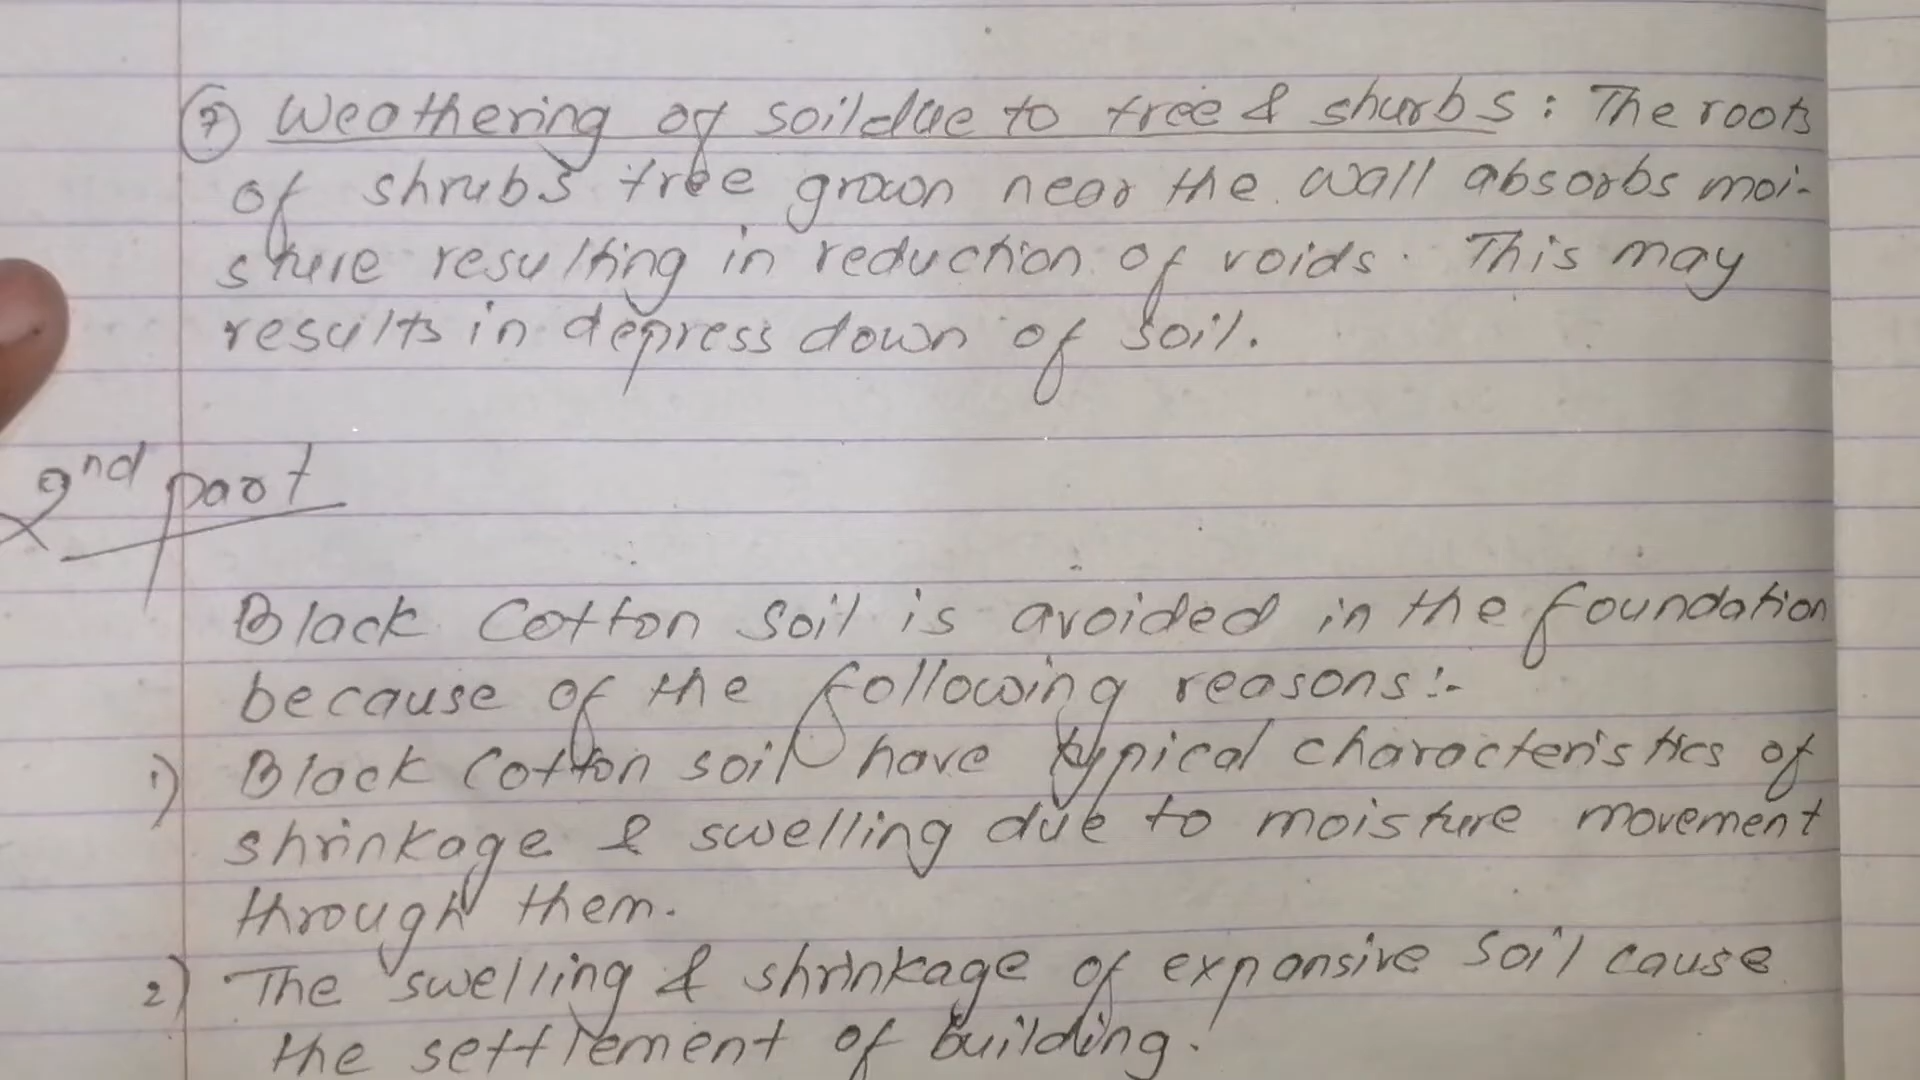 7 Weathering of soil due to tree & shurbs : The roots
of shrubs tree grown near the wall absorbs moi-
sture resulting in reduction of voids. This may
results in depress down of soil.
2nd part
Black Cotton Soil is avoided in the foundation
because of the following reasons :-
1) Black Cotton soil have typical characteristics of
shrinkage & swelling due to moisture movement
through them.
2) The swelling & shrinkage of expansive soil cause
the settlement of building.